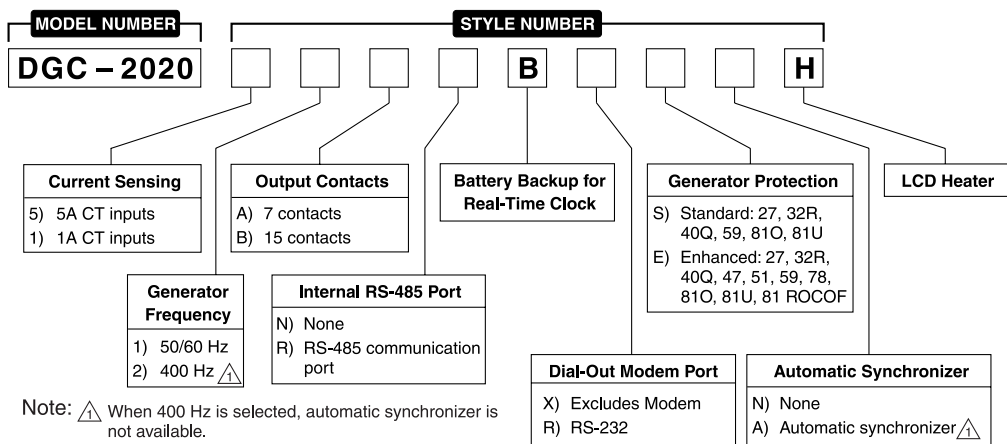 MODEL NUMBER
STYLE NUMBER
DGC – 2020
B
H
Current Sensing
5) 5A CT inputs
1) 1A CT inputs
Generator
Frequency
1) 50/60 Hz
2) 400 Hz 1
Output Contacts
A) 7 contacts
B) 15 contacts
Internal RS-485 Port
N) None
R) RS-485 communication
port
Battery Backup for
Real-Time Clock
Dial-Out Modem Port
X) Excludes Modem
R) RS-232
Generator Protection
S) Standard: 27, 32R,
40Q, 59, 81O, 81U
E) Enhanced: 27, 32R,
40Q, 47, 51, 59, 78,
81O, 81U, 81 ROCOF
Automatic Synchronizer
N) None
A) Automatic synchronizer 1
LCD Heater
Note: 1 When 400 Hz is selected, automatic synchronizer is
not available.